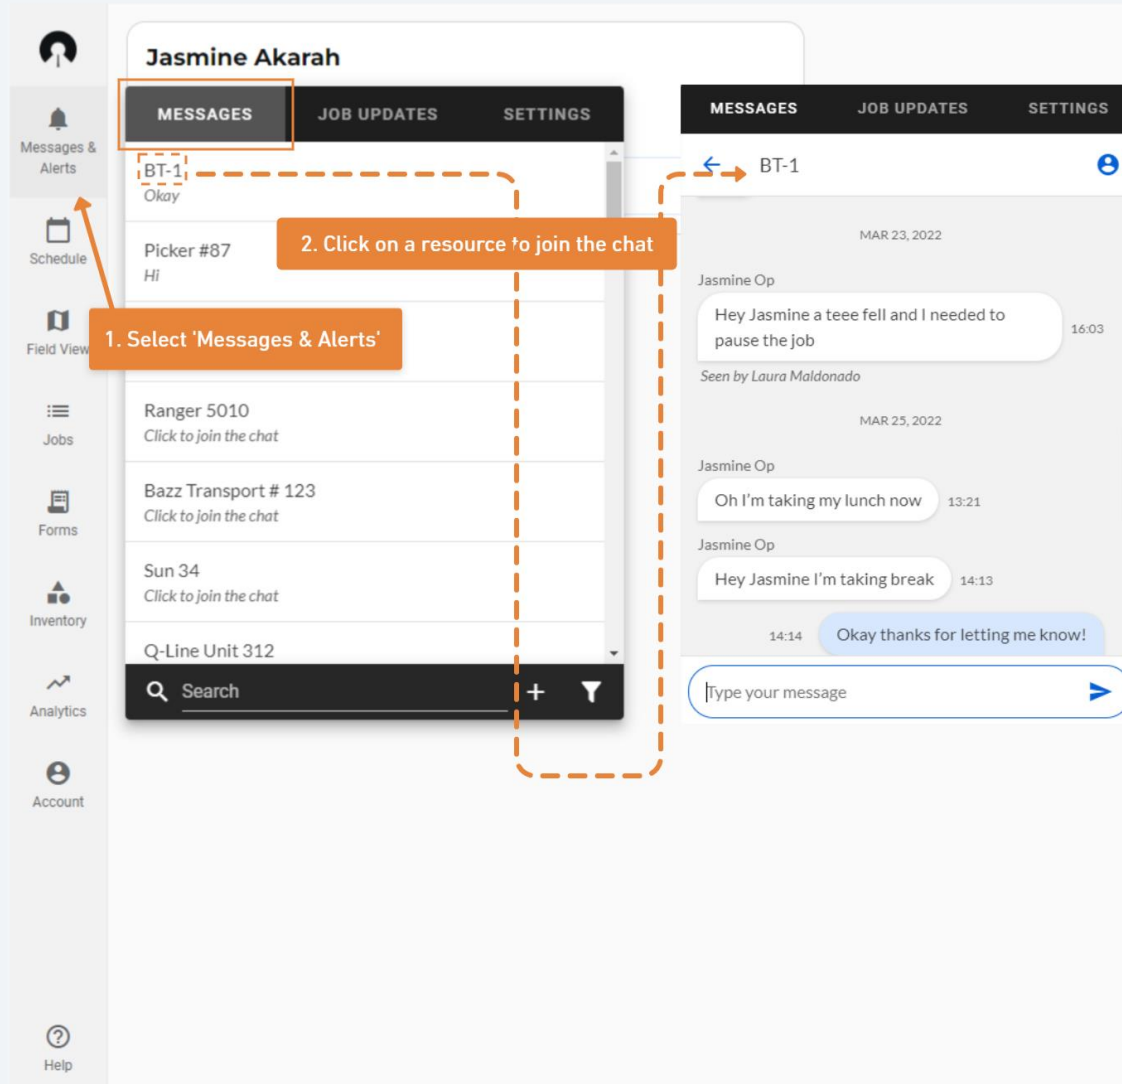 Jasmine Akarah
Messages &
Alerts
Schedule
Field View
Jobs
Forms
Inventory
Analytics
Account
Help
MESSAGES JOB UPDATES SETTINGS
BT-1
Okay
Picker #87
Hi
2. Click on a resource to join the chat
1. Select 'Messages & Alerts'
Ranger 5010
Click to join the chat
Bazz Transport # 123
Click to join the chat
Sun 34
Click to join the chat
Q-Line Unit 312
Search
MESSAGES JOB UPDATES SETTINGS
BT-1
MAR 23, 2022
Jasmine Op
Hey Jasmine a teee fell and I needed to
pause the job
16:03
Seen by Laura Maldonado
MAR 25, 2022
Jasmine Op
Oh I'm taking my lunch now 13:21
Jasmine Op
Hey Jasmine I'm taking break 14:13
14:14 Okay thanks for letting me know!
Type your message